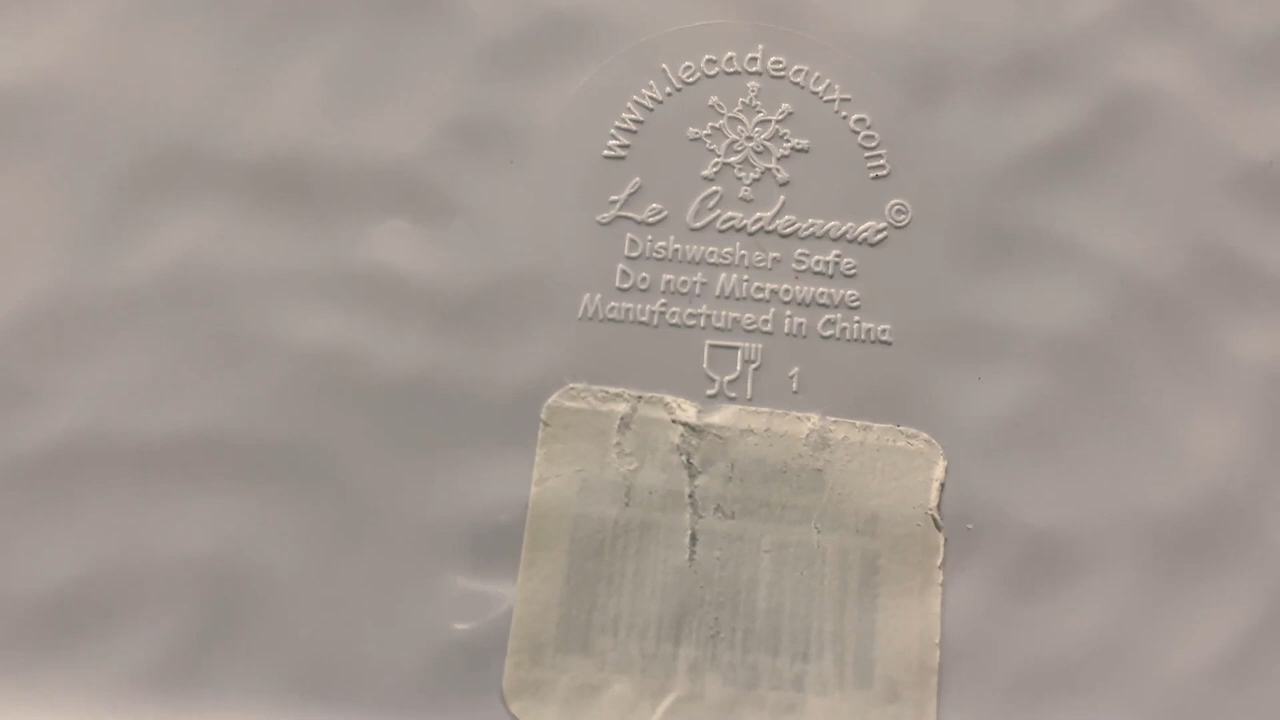 www.lecadeaux.com
Le Cadeaux©
Dishwasher Safe
Do not Microwave
Manufactured in China
1